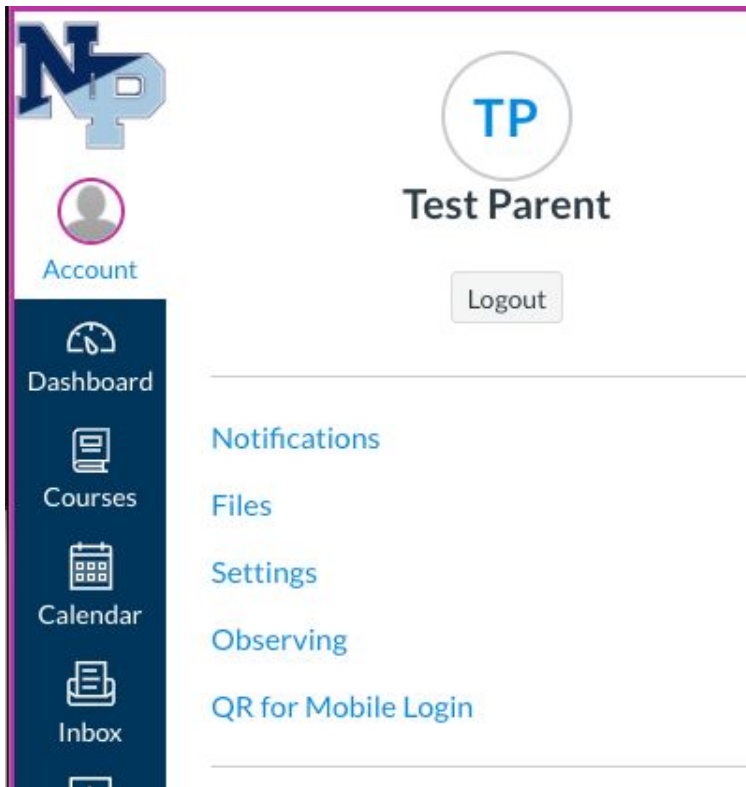 NP
TP
Test Parent
Account
Logout
Dashboard
Notifications
Courses
Files
Settings
Calendar
Observing
Inbox
QR for Mobile Login